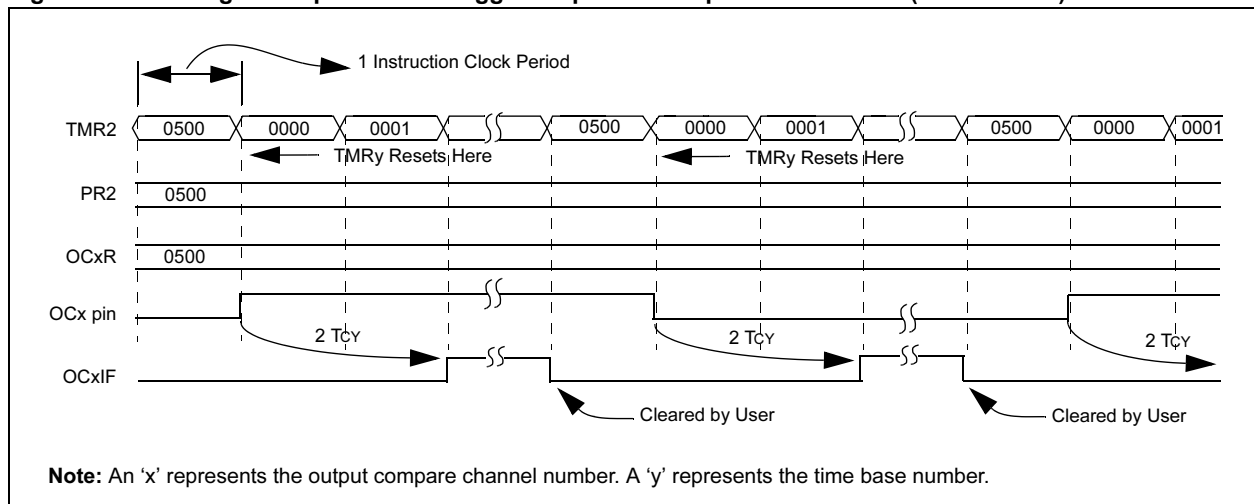 1 Instruction Clock Period
TMR2 0500 0000 0001 0500 0000 0001 0500 0000 0001
TMRy Resets Here TMRy Resets Here
PR2 0500
OCxR 0500
OCx pin
2 TCY 2 TCY 2 TCY
OCxIF
Cleared by User Cleared by User
Note: An ‘x’ represents the output compare channel number. A ‘y’ represents the time base number.